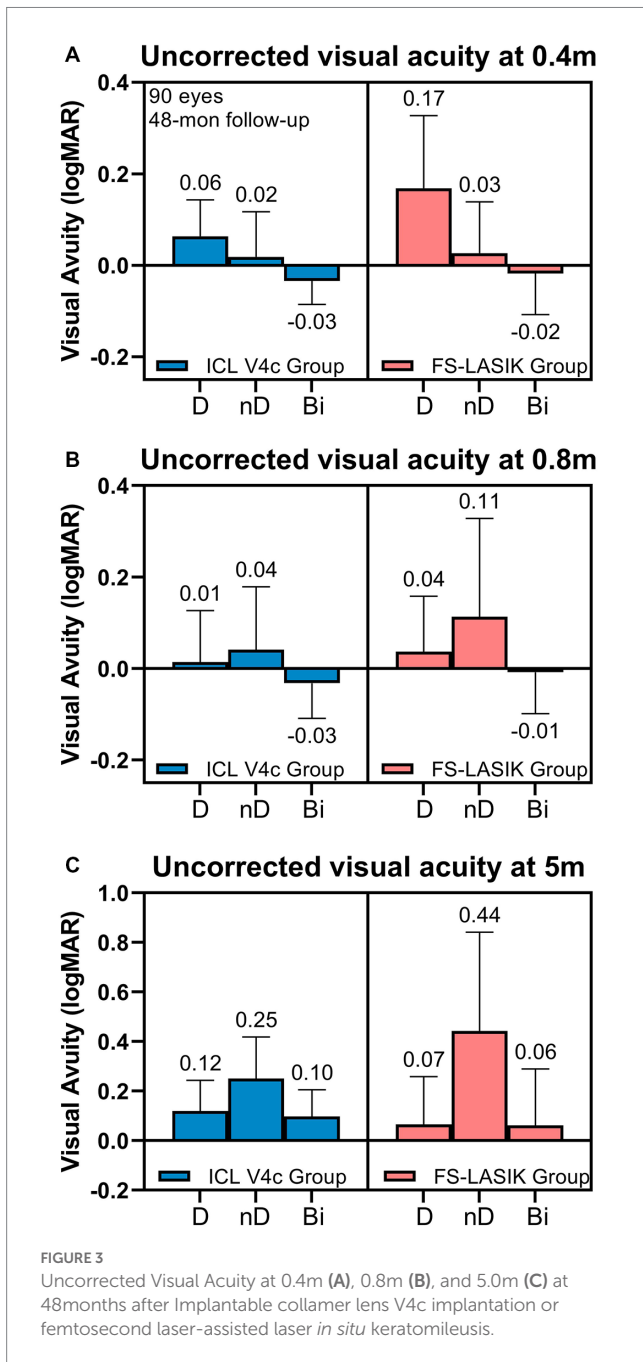 A Uncorrected visual acuity at 0.4m
Visual Avuity (logMAR)
0.4
0.2
0.0
-0.2
90 eyes
48-mon follow-up
0.06
0.02
-0.03
ICL V4c Group
0.17
0.03
-0.02
FS-LASIK Group
D nD Bi D nD Bi
B Uncorrected visual acuity at 0.8m
Visual Avuity (logMAR)
0.4
0.2
0.0
-0.2
0.01
0.04
-0.03
ICL V4c Group
0.04
0.11
-0.01
FS-LASIK Group
D nD Bi D nD Bi
C Uncorrected visual acuity at 5m
Visual Avuity (logMAR)
1.0
0.8
0.6
0.4
0.2
0.0
-0.2
0.12
0.25
0.10
ICL V4c Group
0.07
0.44
0.06
FS-LASIK Group
D nD Bi D nD Bi
FIGURE 3
Uncorrected Visual Acuity at 0.4m (A), 0.8m (B), and 5.0m (C) at
48months after Implantable collamer lens V4c implantation or
femtosecond laser-assisted laser in situ keratomileusis.